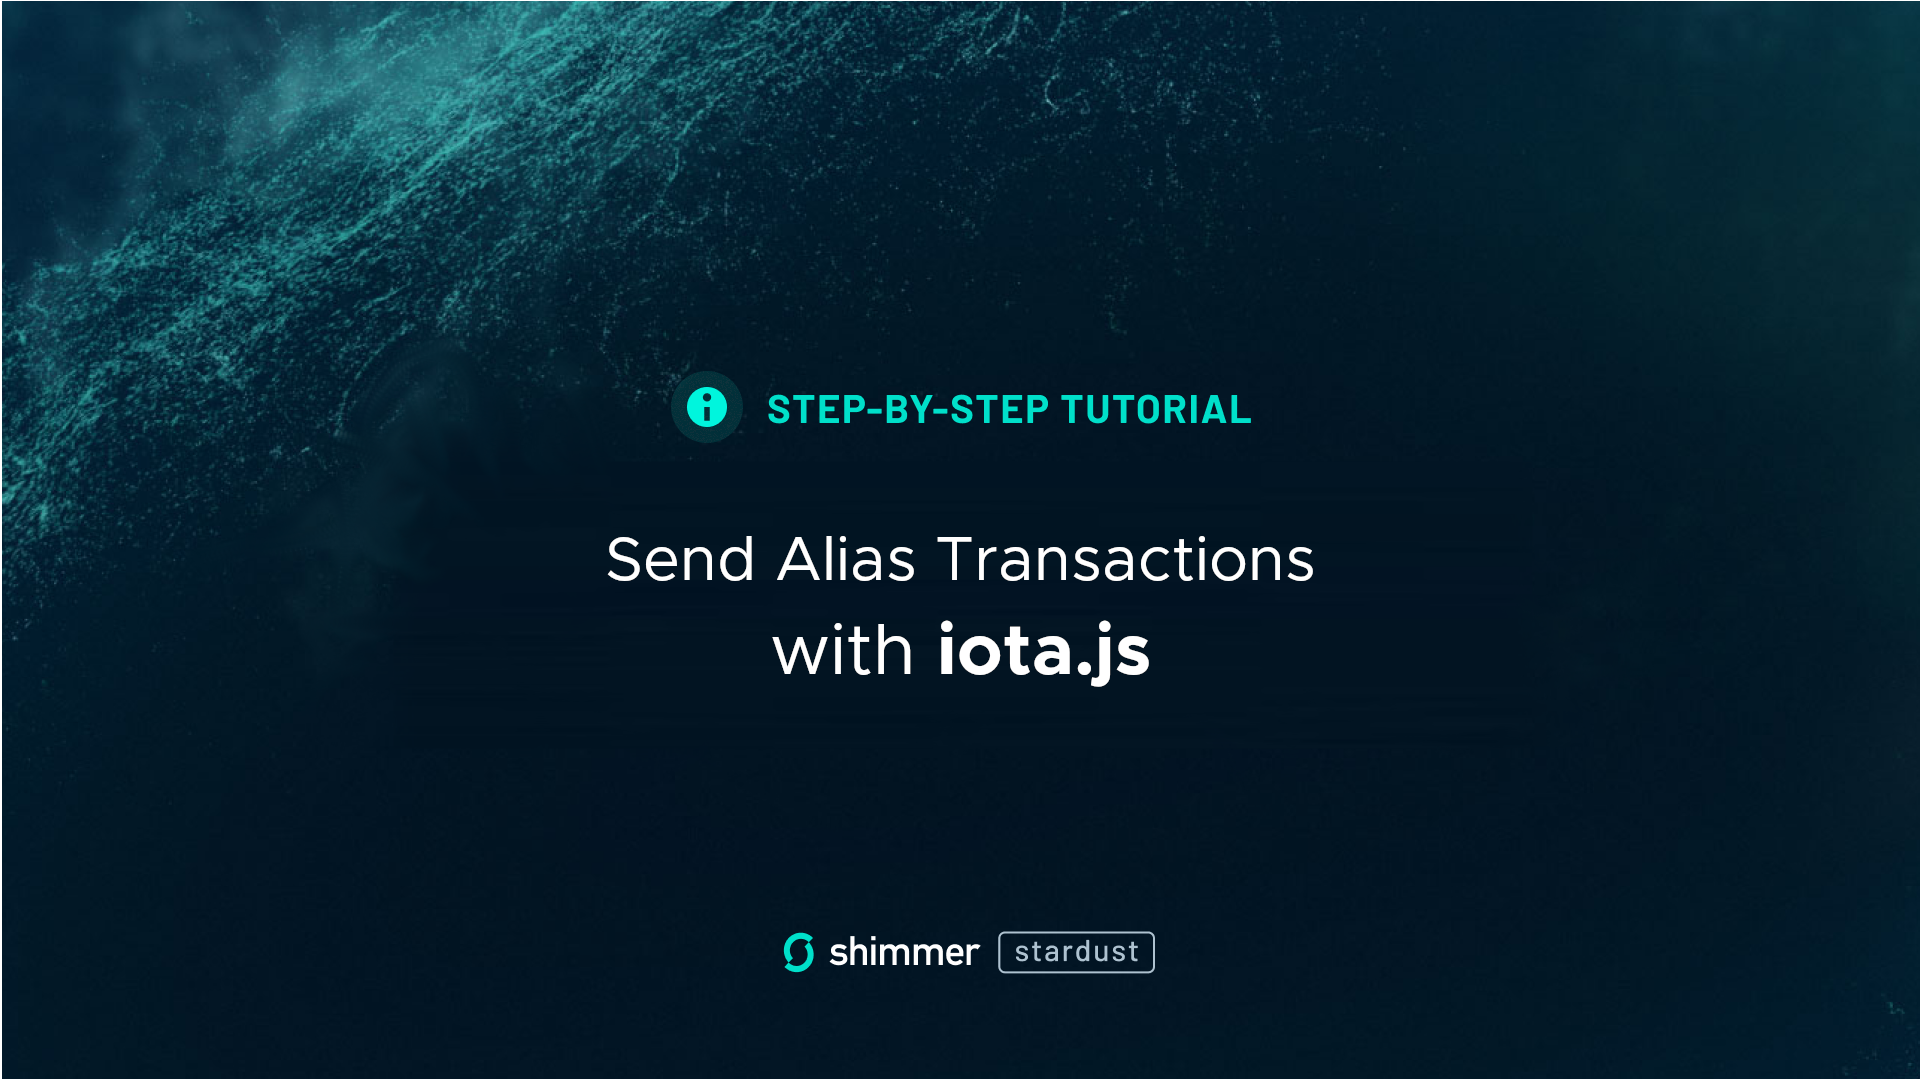 STEP-BY-STEP TUTORIAL
Send Alias Transactions
with iota.js
shimmer stardust